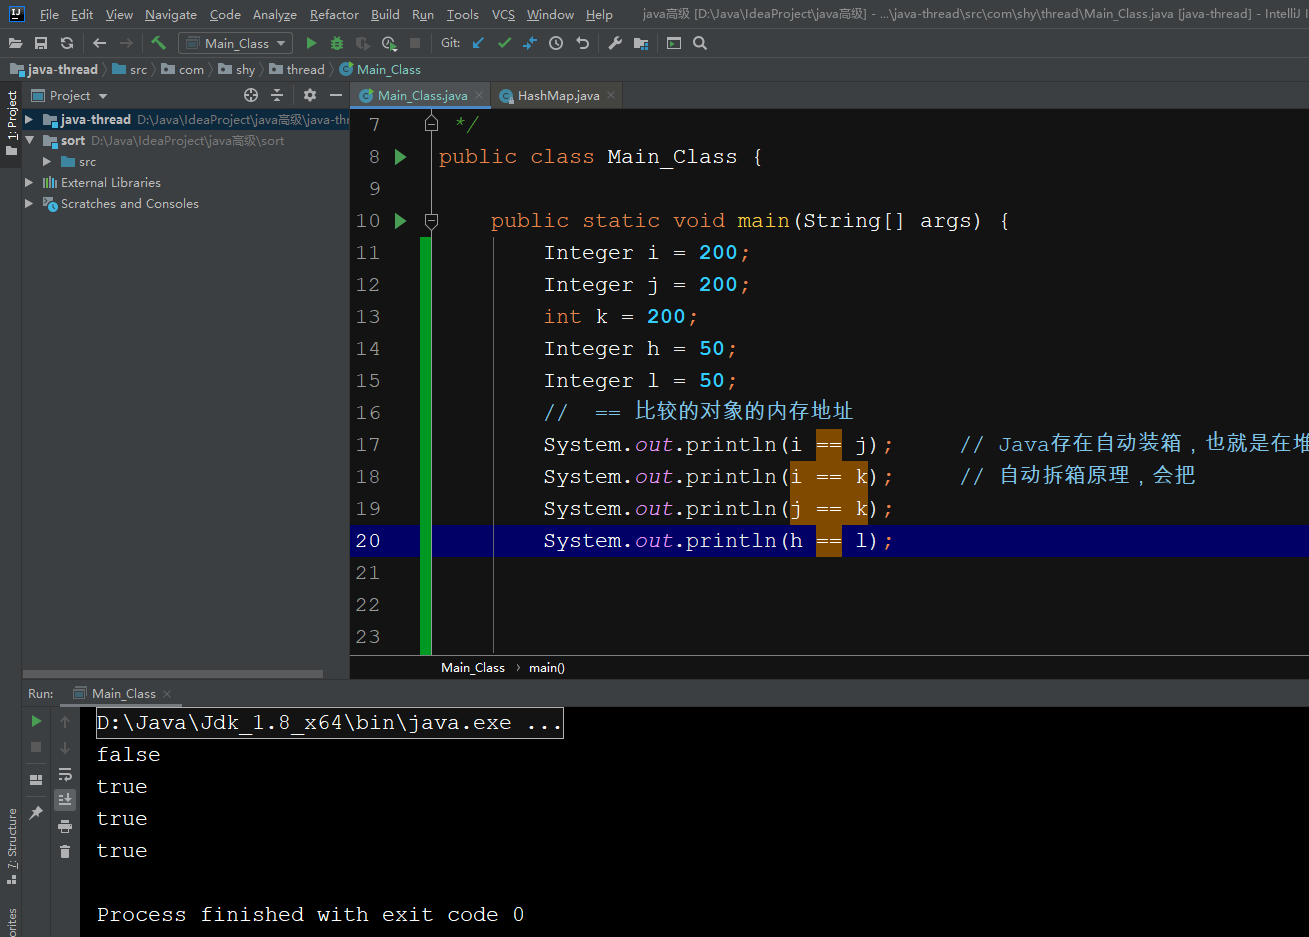 File Edit View Navigate Code Analyze Refactor Build Run Tools VCS Window Help java高级 [D:\Java\IdeaProject\java高级] - ...\java-thread\src\com\shy\thread\Main_Class.java [java-thread] - IntelliJ I
Main_Class Git:
java-thread src com shy thread Main_Class
1: Project
Project
java-thread D:\Java\IdeaProject\java高级\java-thr
sort D:\Java\IdeaProject\java高级\sort
src
External Libraries
Scratches and Consoles
Main_Class.java HashMap.java
7 */
8 public class Main_Class {
9
10 public static void main(String[] args) {
11 Integer i = 200;
12 Integer j = 200;
13 int k = 200;
14 Integer h = 50;
15 Integer l = 50;
16 // == 比较的对象的内存地址
17 System.out.println(i == j); // Java存在自动装箱，也就是在堆
18 System.out.println(i == k); // 自动拆箱原理，会把
19 System.out.println(j == k);
20 System.out.println(h == l);
21
22
23
Main_Class › main()
Run: Main_Class
D:\Java\Jdk_1.8_x64\bin\java.exe ...
false
true
true
true
Process finished with exit code 0
7: Structure
orites